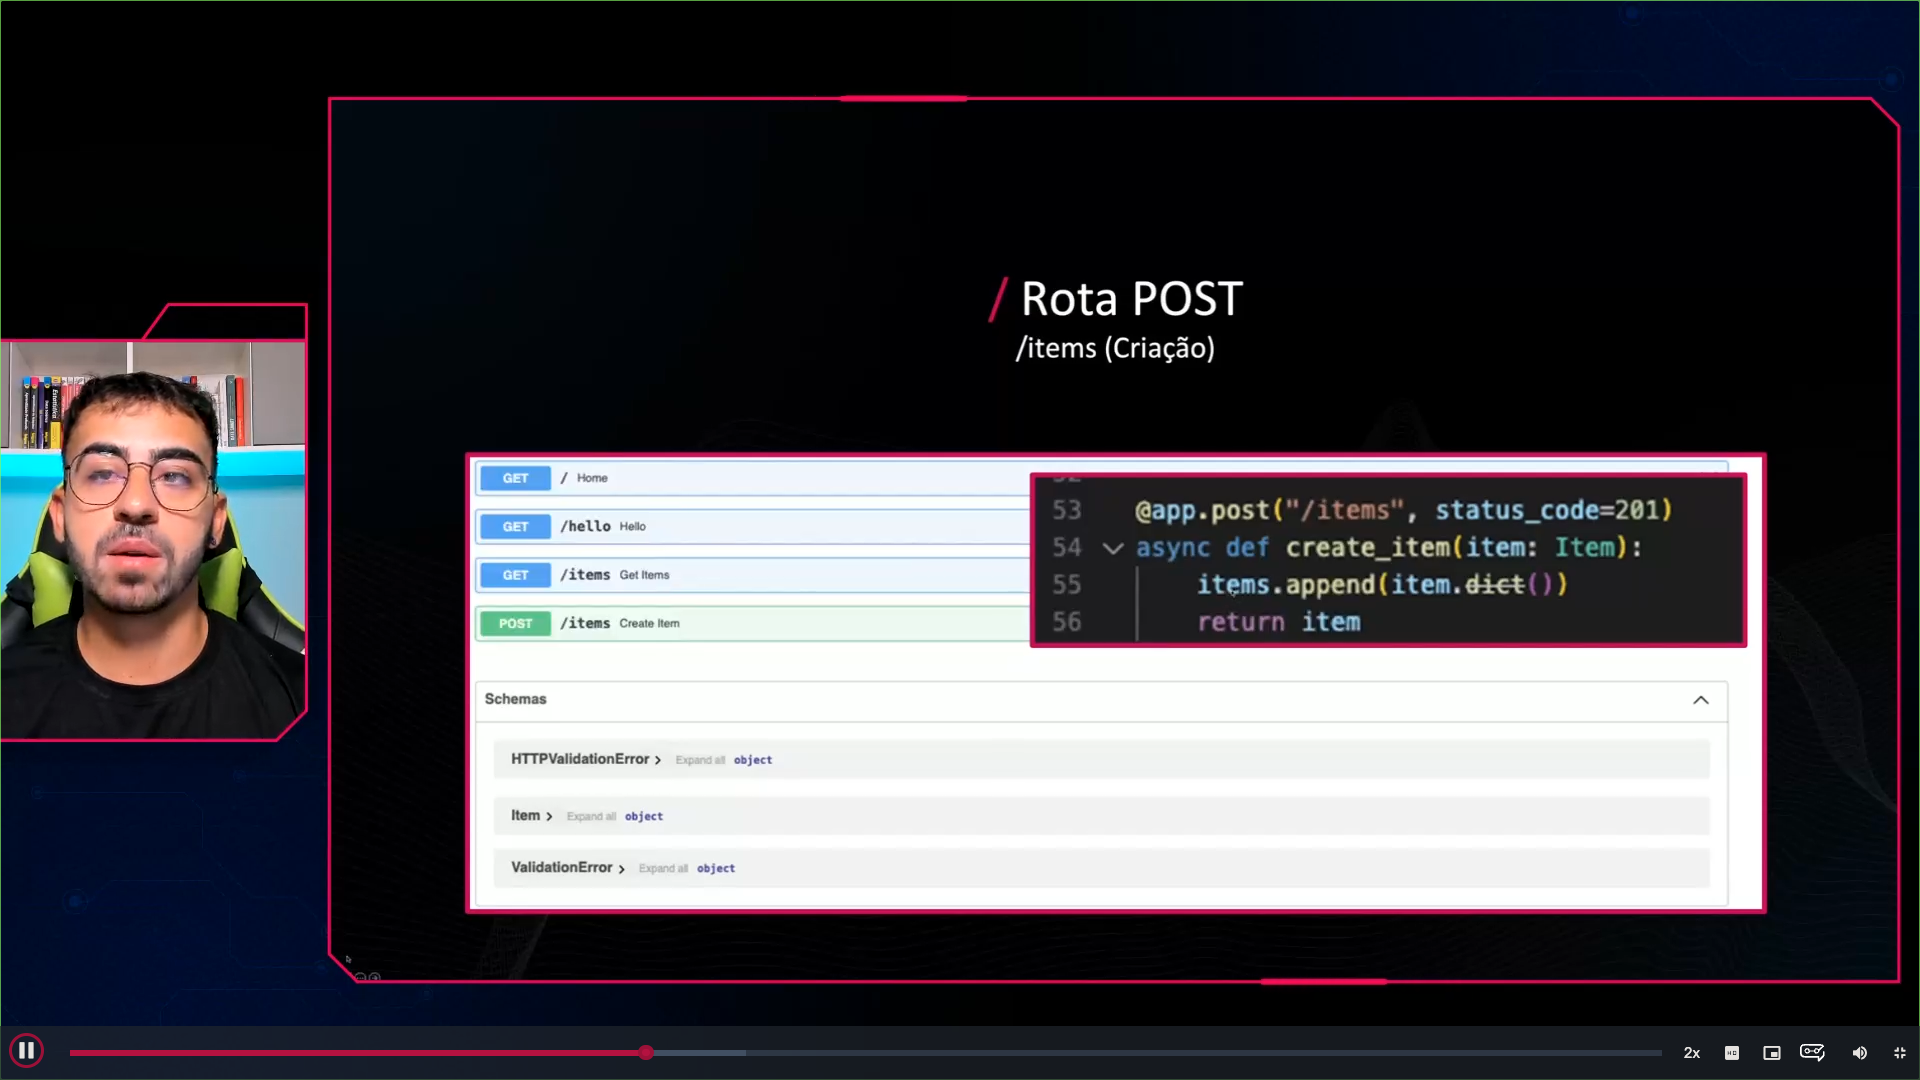 / Rota POST
/items (Criação)
GET / Home
GET /hello Hello
GET /items Get Items
POST /items Create Item
53 @app.post("/items", status_code=201)
54 async def create_item(item: Item):
55 items.append(item.dict())
56 return item
Schemas
HTTPValidationError > Expand all object
Item > Expand all object
ValidationError > Expand all object
2x
HD